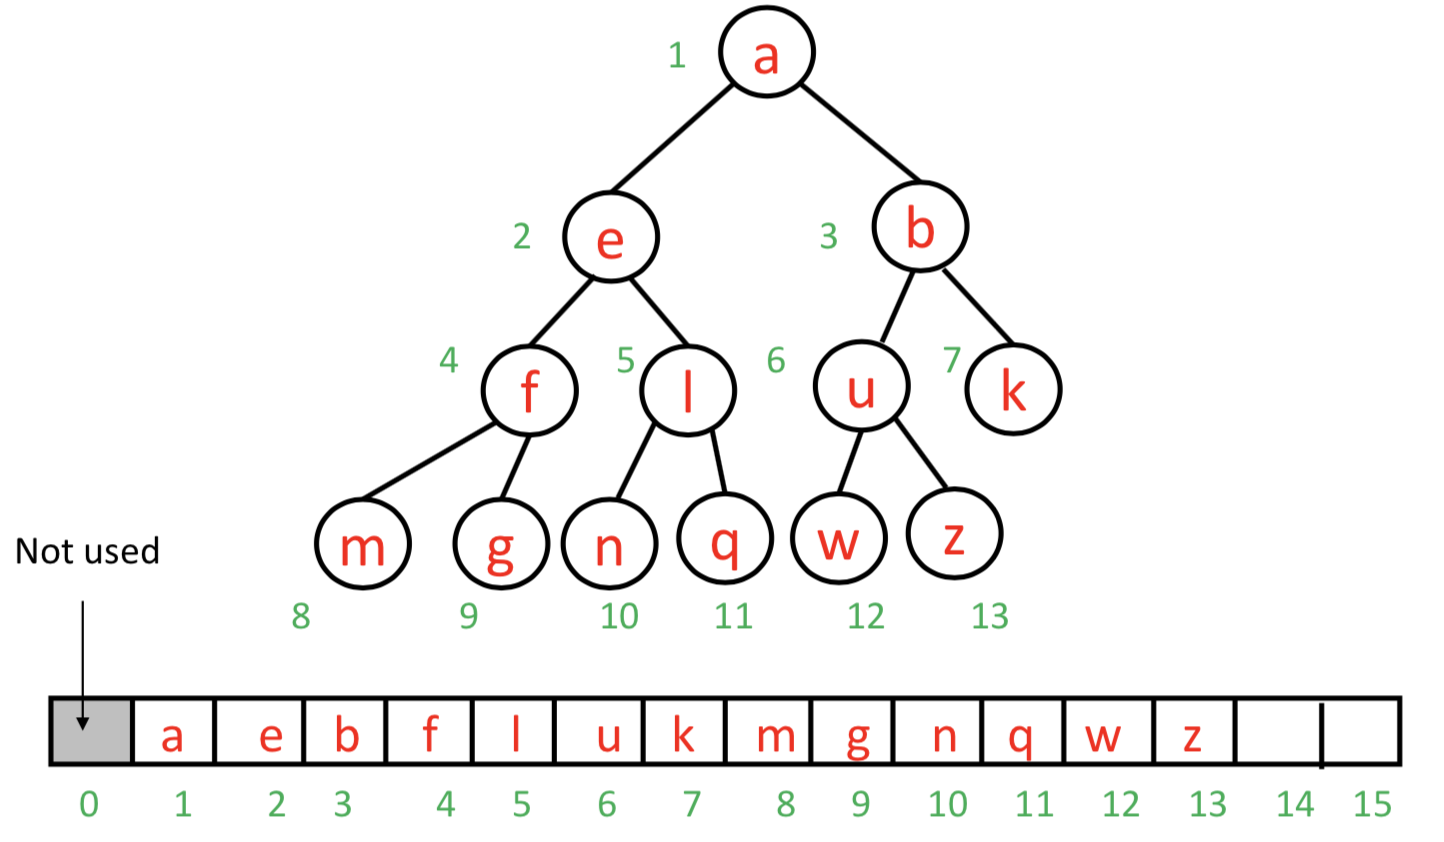 1 a
2 e 3 b
4 f 5 l 6 u 7 k
m g n q w z
Not used
8 9 10 11 12 13
a e b f l u k m g n q w z
0 1 2 3 4 5 6 7 8 9 10 11 12 13 14 15